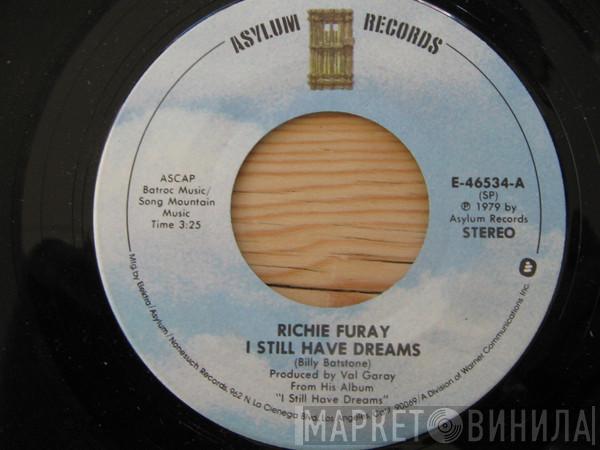 ASYLUM RECORDS
ASCAP
Batroc Music/
Song Mountain
Music
Time 3:25
E-46534-A
(SP)
Ⓟ 1979 by
Asylum Records
STEREO
RICHIE FURAY
I STILL HAVE DREAMS
(Billy Batstone)
Produced by Val Garay
From His Album
"I Still Have Dreams"
Mfg by Elektra/Asylum/Nonesuch Records, 962 N. La Cienega Blvd. Los Angeles, Calif. 90069/A Division of Warner Communications Inc.
МАРКЕТ ВИНИЛА